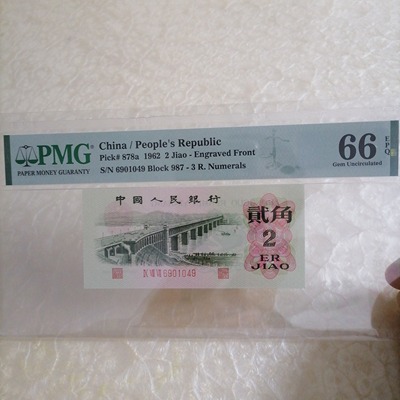 PMG
PAPER MONEY GUARANTY
China / People's Republic
Pick# 878a 1962 2 Jiao - Engraved Front
S/N 6901049 Block 987 - 3 R. Numerals
66
EPQ
Gem Uncirculated
中國人民銀行
貳角
2
ER
JIAO
6901049